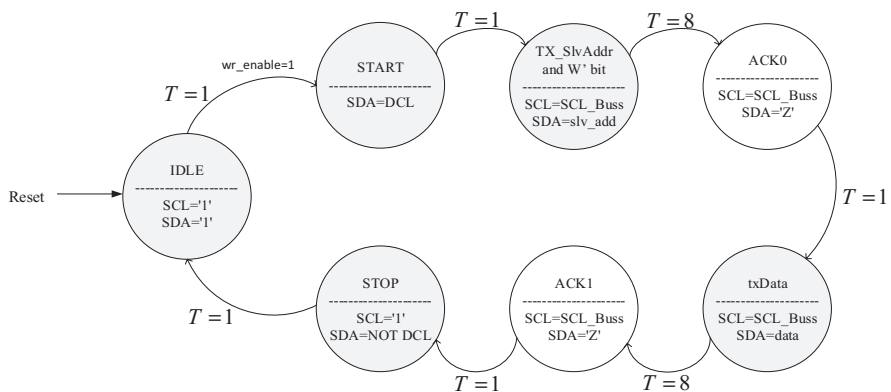 T = 1
T = 8
wr_enable=1
T = 1
START
SDA=DCL
TX_SlvAddr
and W' bit
SCL=SCL_Buss
SDA=slv_add
ACK0
SCL=SCL_Buss
SDA='Z'
Reset
IDLE
SCL='1'
SDA='1'
T = 1
STOP
SCL='1'
SDA=NOT DCL
ACK1
SCL=SCL_Buss
SDA='Z'
txData
SCL=SCL_Buss
SDA=data
T = 1
T = 1
T = 8